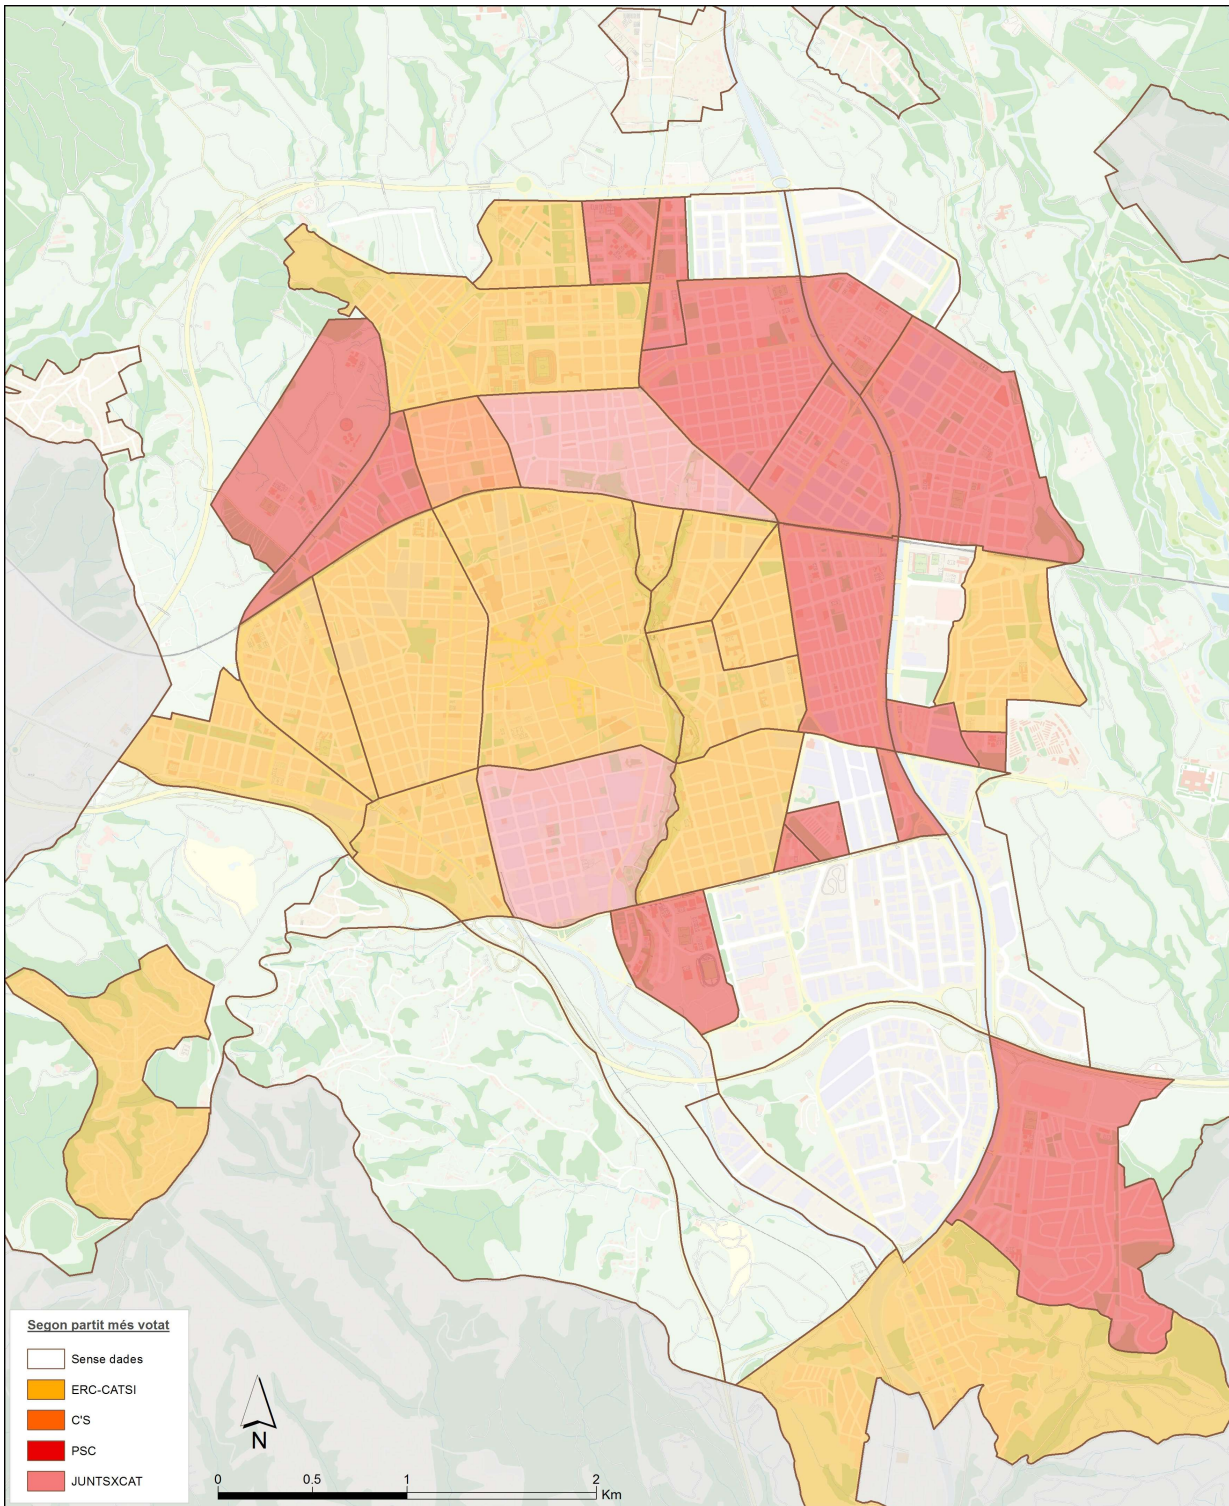 Segon partit més votat
Sense dades
ERC-CATSI
C'S
PSC
JUNTSXCAT
N
0 0.5 1 2
Km